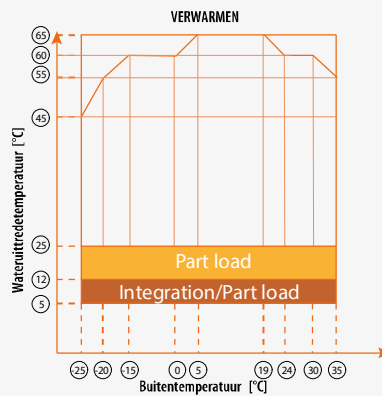 VERWARMEN
Wateruittredetemperatuur [°C]
65
60
55
45
25
12
5
Part load
Integration/Part load
-25 -20 -15 0 5 19 24 30 35
Buitentemperatuur [°C]